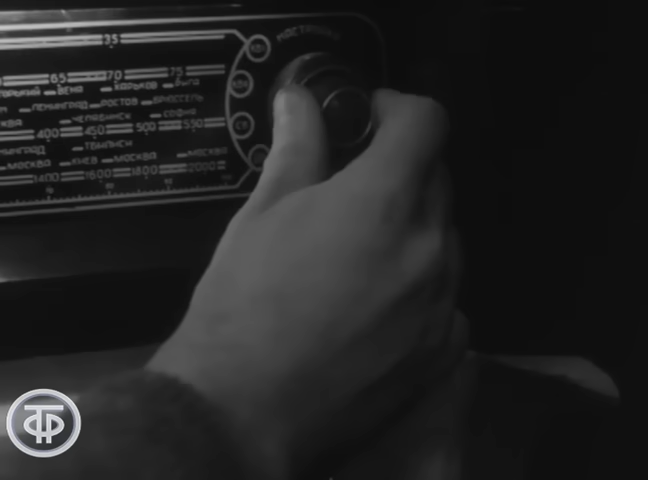 35
НАСТРОЙКА
65 70 75
ГОРЬКИЙ ВЕНА ХАРЬКОВ РИГА
ЛЕНИНГРАД РОСТОВ БРЮССЕЛЬ
ЧЕЛЯБИНСК СОФИЯ
400 450 500 550
ТБИЛИСИ
МОСКВА КИЕВ МОСКВА МОСКВА
1400 1600 1800 2000